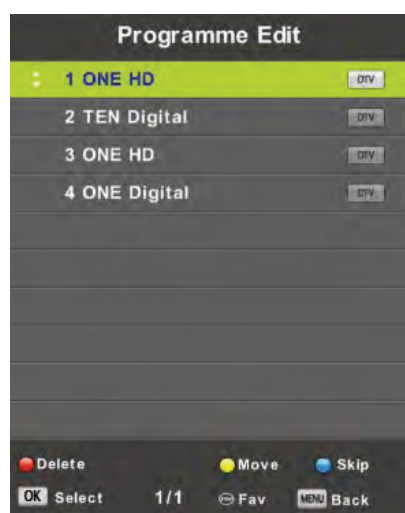 Programme Edit
1 ONE HD DTV
2 TEN Digital DTV
3 ONE HD DTV
4 ONE Digital DTV
Delete Move Skip
OK Select 1/1 Fav MENU Back